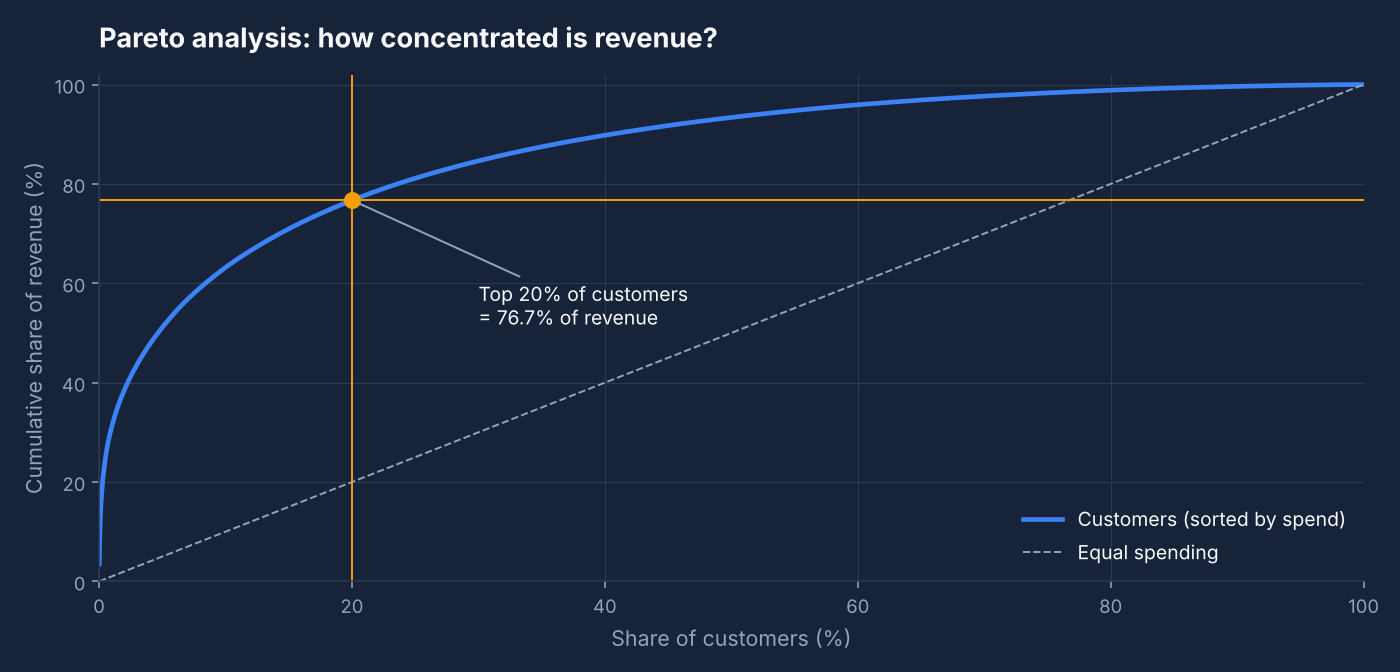 Pareto analysis: how concentrated is revenue?
Cumulative share of revenue (%)
100
80
60
40
20
0
Top 20% of customers
= 76.7% of revenue
Customers (sorted by spend)
Equal spending
0 20 40 60 80 100
Share of customers (%)